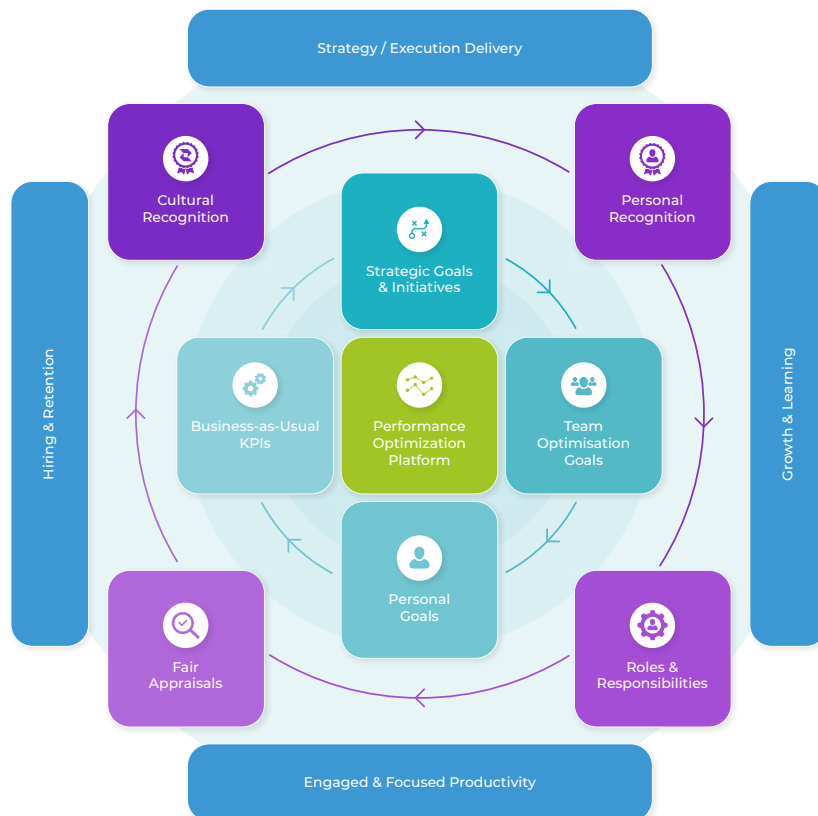 Strategy / Execution Delivery
Cultural
Recognition
Personal
Recognition
Strategic Goals
& Initiatives
Hiring & Retention
Business-as-Usual
KPIs
Performance
Optimization
Platform
Team
Optimisation
Goals
Growth & Learning
Personal
Goals
Fair
Appraisals
Roles &
Responsibilities
Engaged & Focused Productivity